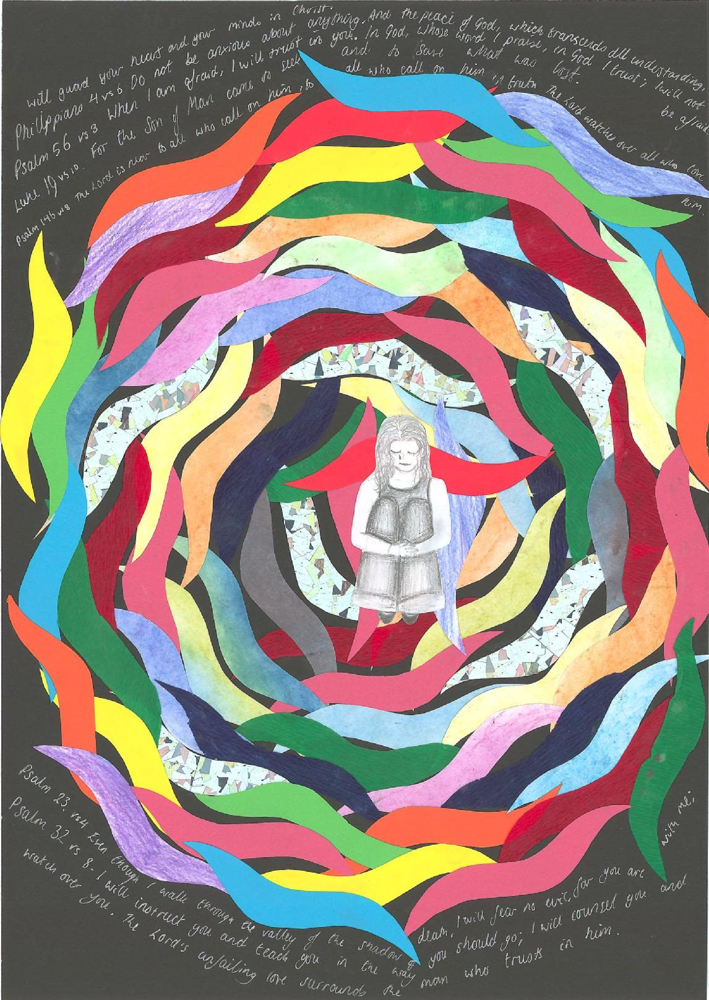 will guard your heart and your minds in Christ.
Philippians 4 vs 6 Do not be anxious about anything. And the peace of God, which transcends all understanding,
Psalm 56 vs 3 When I am afraid, I will trust in you. In God, whose word I praise, in God I trust; I will not be afraid
Luke 19 vs 10. For the Son of Man came to seek and to save what was lost.
Psalm 146 vs 8 The Lord is near to all who call on him, to all who call on him in truth. The Lord watches over all who love him.
Psalm 23 vs 4 Even though I walk through the valley of the shadow of death, I will fear no evil, for you are with me;
Psalm 32 vs 8 - I will instruct you and teach you in the way you should go; I will counsel you and
watch over you. The Lord's unfailing love surrounds the man who trusts in him.